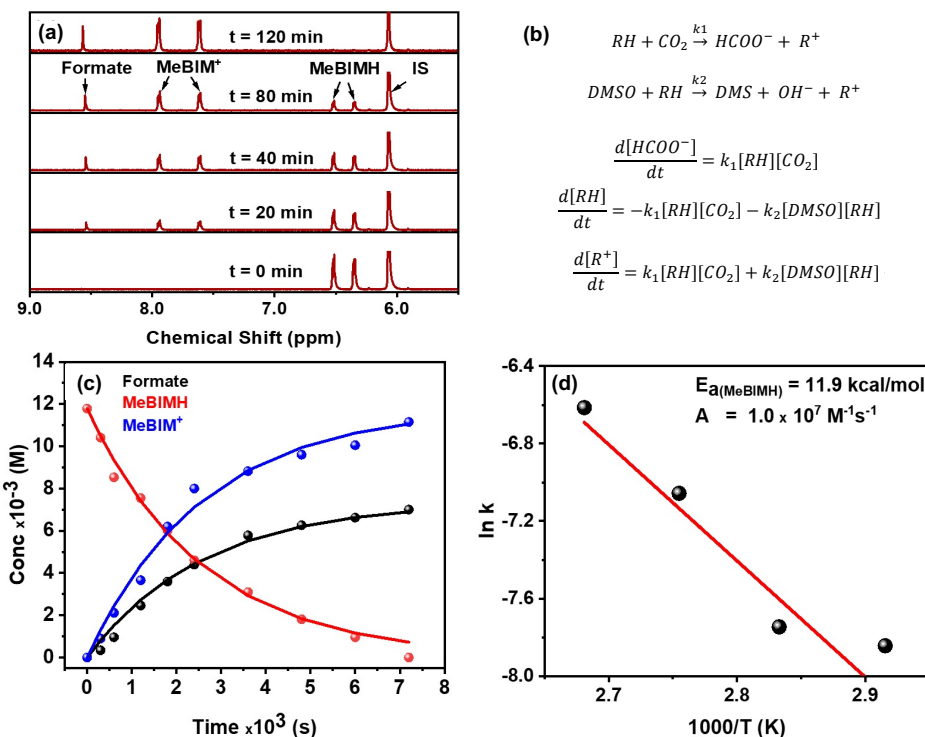 (a)
t = 120 min
Formate MeBIM⁺ MeBIMH IS
t = 80 min
t = 40 min
t = 20 min
t = 0 min
9.0 8.0 7.0 6.0
Chemical Shift (ppm)
(b)
RH + CO₂ →k1 HCOO⁻ + R⁺
DMSO + RH →k2 DMS + OH⁻ + R⁺
d[HCOO⁻]/dt = k₁[RH][CO₂]
d[RH]/dt = −k₁[RH][CO₂] − k₂[DMSO][RH]
d[R⁺]/dt = k₁[RH][CO₂] + k₂[DMSO][RH]
(c)
Formate
MeBIMH
MeBIM⁺
14
12
10
8
6
4
2
0
Conc x10⁻³ (M)
0 1 2 3 4 5 6 7 8
Time x10³ (s)
(d)
Ea(MeBIMH) = 11.9 kcal/mol
A = 1.0 x 10⁷ M⁻¹s⁻¹
-6.4
-6.8
-7.2
-7.6
-8.0
ln k
2.7 2.8 2.9
1000/T (K)